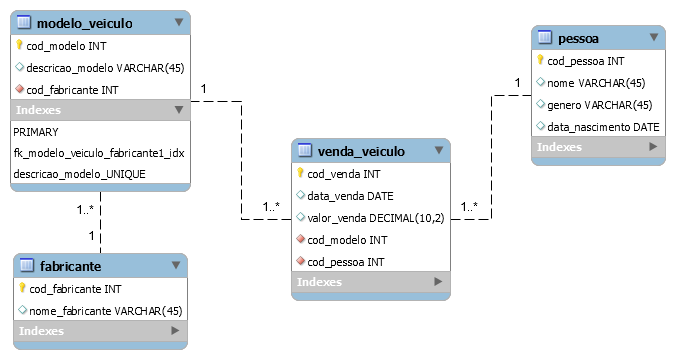 modelo_veiculo
cod_modelo INT
descricao_modelo VARCHAR(45)
cod_fabricante INT
Indexes
PRIMARY
fk_modelo_veiculo_fabricante1_idx
descricao_modelo_UNIQUE
1
1..*
1
fabricante
cod_fabricante INT
nome_fabricante VARCHAR(45)
Indexes
venda_veiculo
cod_venda INT
data_venda DATE
valor_venda DECIMAL(10,2)
cod_modelo INT
cod_pessoa INT
Indexes
1..*
1..*
1
pessoa
cod_pessoa INT
nome VARCHAR(45)
genero VARCHAR(45)
data_nascimento DATE
Indexes